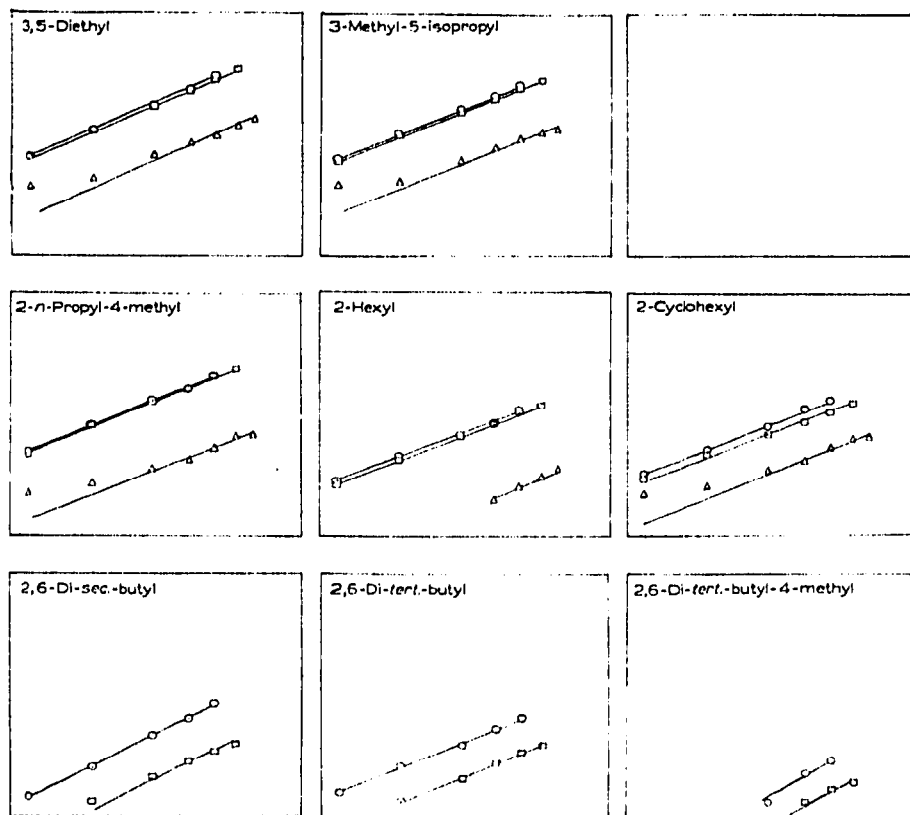 3,5-Diethyl
3-Methyl-5-isopropyl
2-n-Propyl-4-methyl
2-Hexyl
2-Cyclohexyl
2,6-Di-sec.-butyl
2,6-Di-tert.-butyl
2,6-Di-tert.-butyl-4-methyl